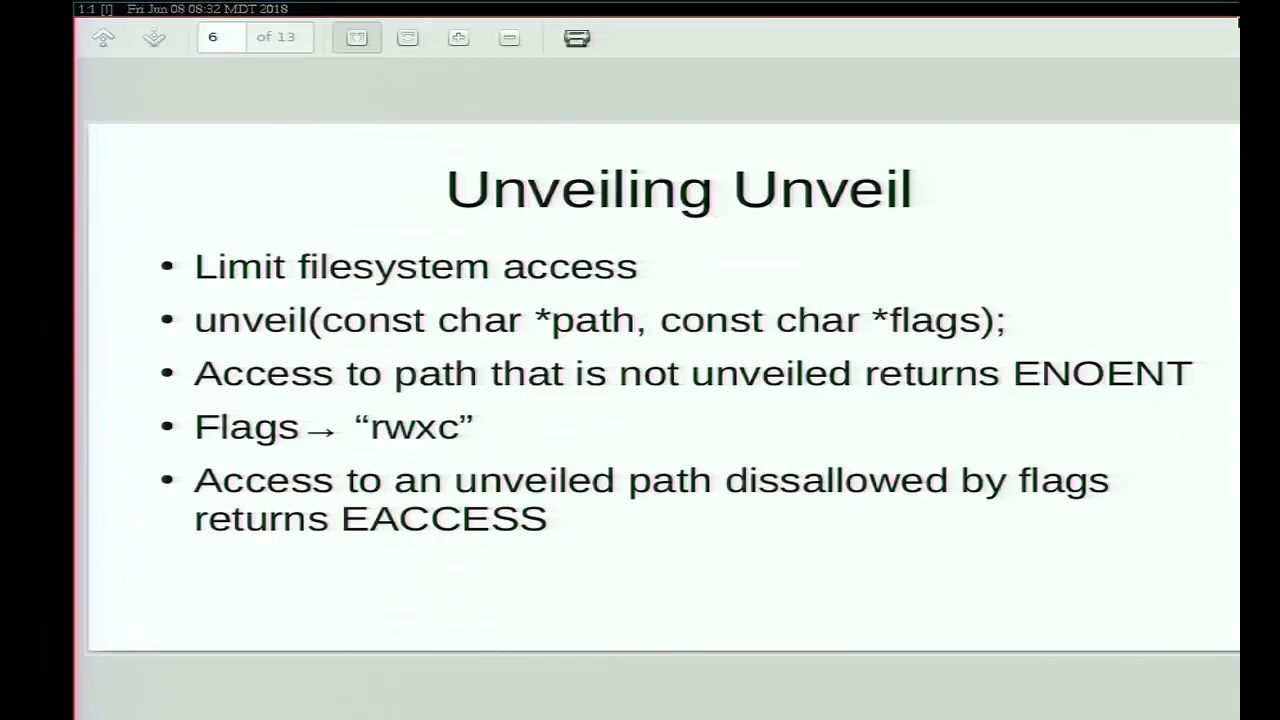 1:1 [!] Fri Jun 08 08:32 MDT 2018
6 of 13
Unveiling Unveil
• Limit filesystem access
• unveil(const char *path, const char *flags);
• Access to path that is not unveiled returns ENOENT
• Flags→ “rwxc”
• Access to an unveiled path dissallowed by flags
returns EACCESS